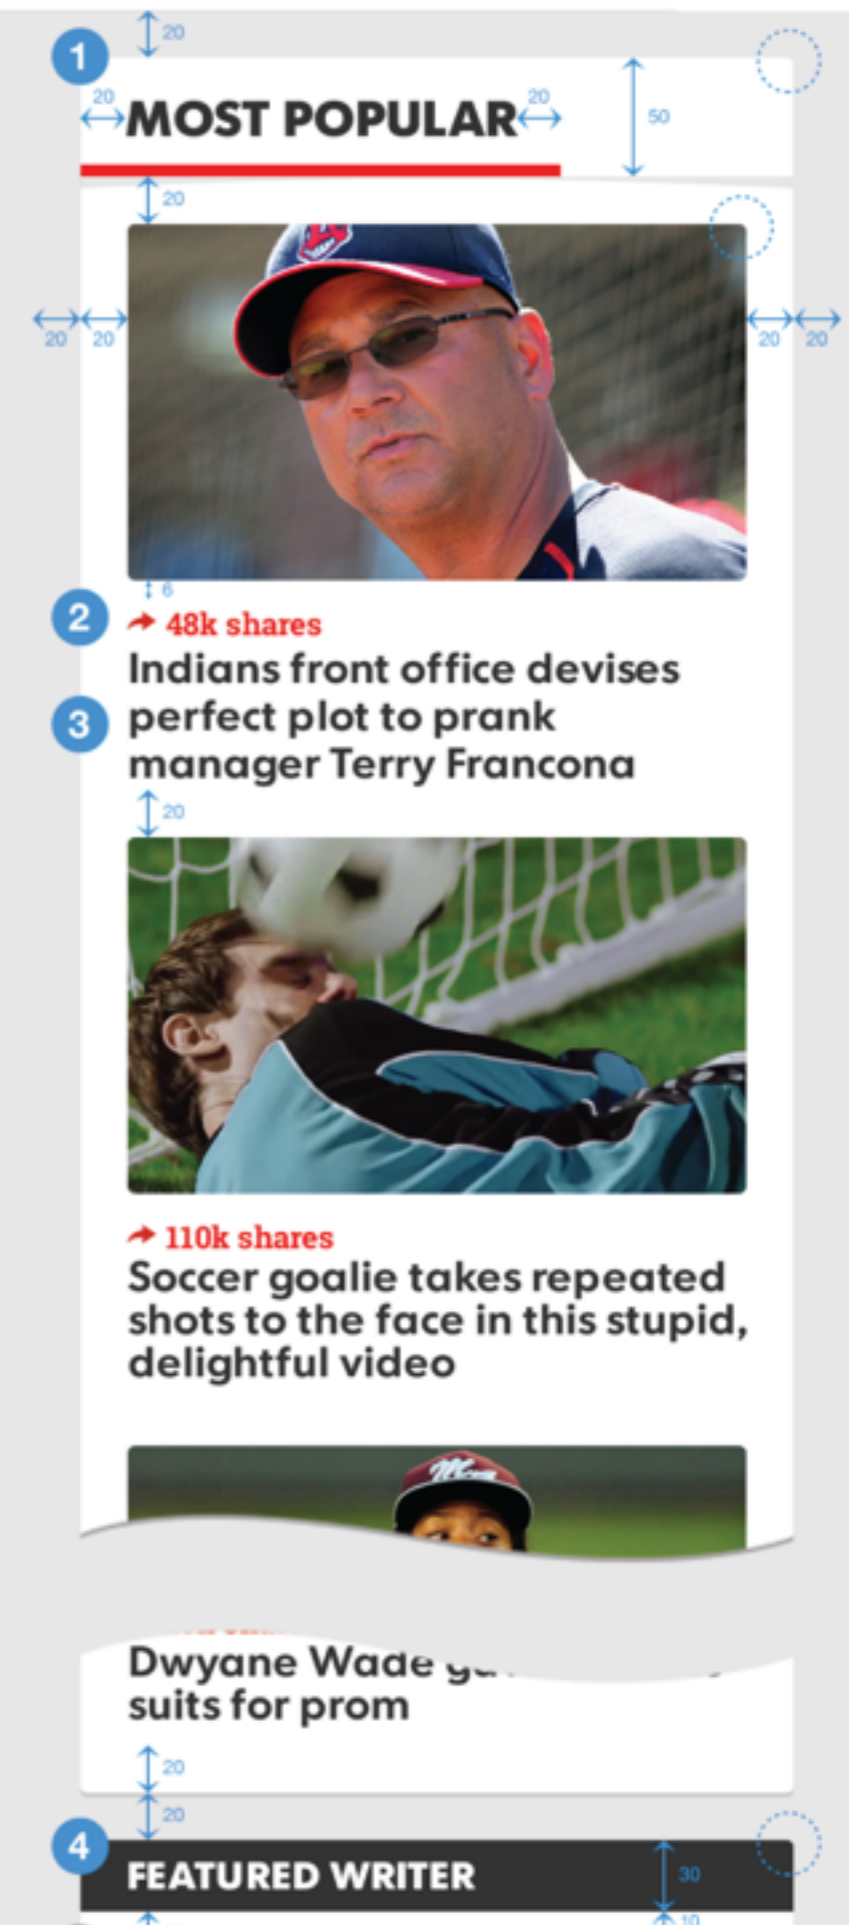 20
1
20
MOST POPULAR
20
50
20
20
20
20
20
6
2
48k shares
Indians front office devises
3
perfect plot to prank
manager Terry Francona
20
110k shares
Soccer goalie takes repeated
shots to the face in this stupid,
delightful video
Dwyane Wade
suits for prom
20
20
4
FEATURED WRITER
30
10